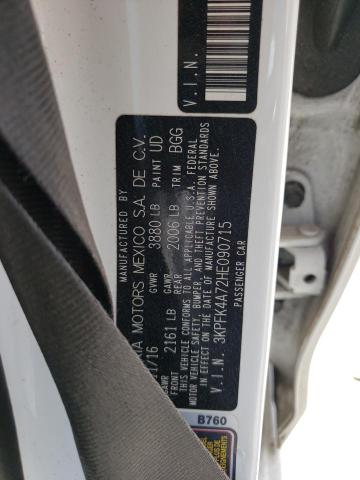 MOTORS MEXICO S.A. DE C.V.
1/16 GVWR 3880 LB PAINT UD
FRONT GAWR 2161 LB REAR GAWR 2006 LB TRIM BGG
THIS VEHICLE CONFORMS TO ALL APPLICABLE U.S.A. FEDERAL
MOTOR VEHICLE SAFETY, BUMPER, AND THEFT PREVENTION STANDARDS
IN EFFECT ON THE DATE OF MANUFACTURE SHOWN ABOVE.
V.I.N. 3KPFK4A72HE090715
PASSENGER CAR
V.I.N.
B760